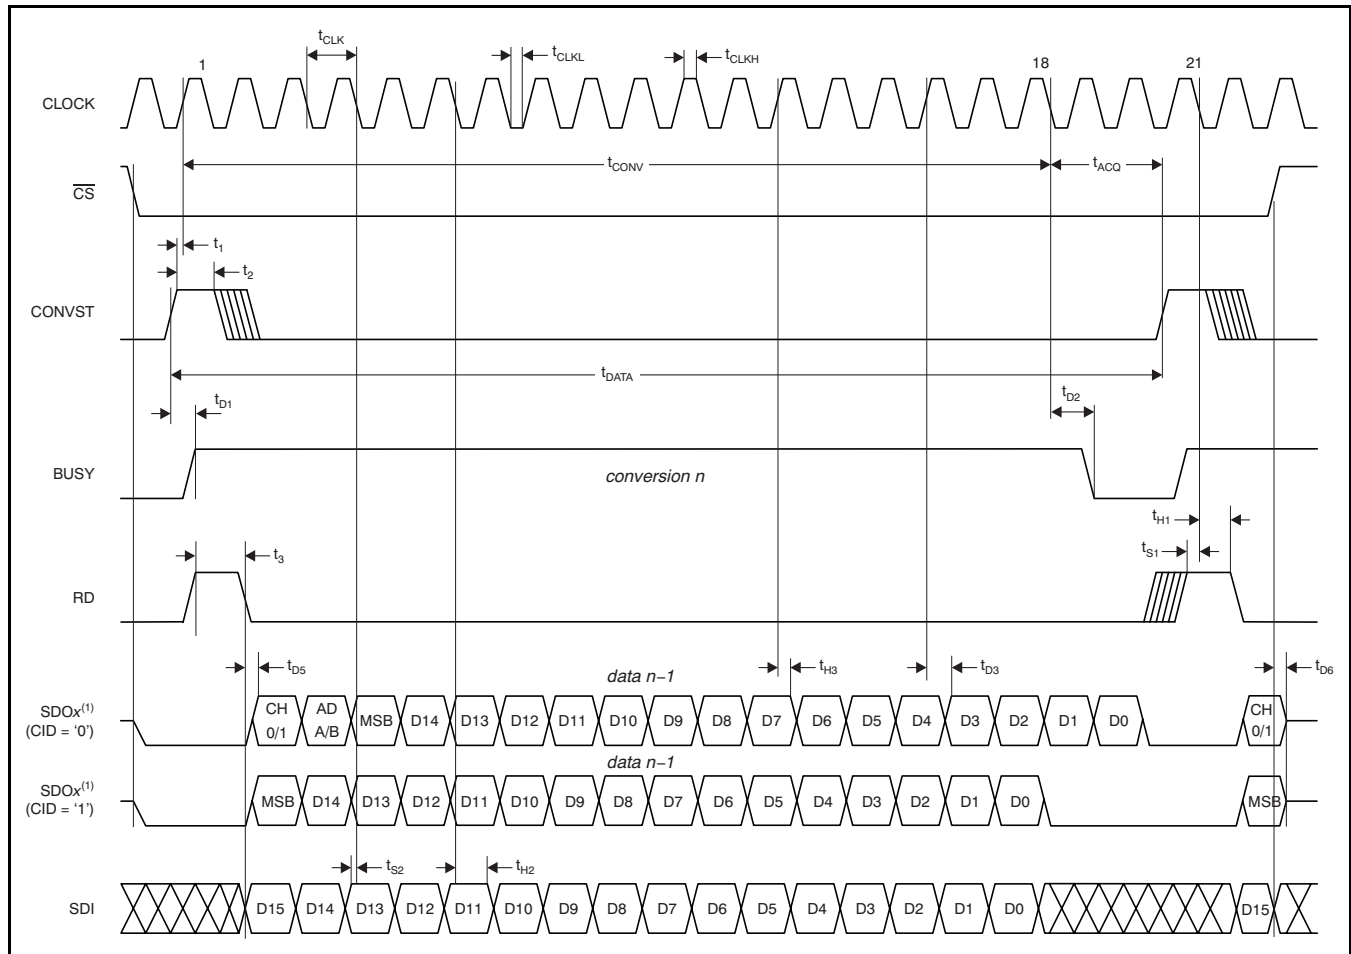 tCLK
tCLKL
tCLKH
1
18
21
CLOCK
tCONV
tACQ
CS
t1
t2
CONVST
tDATA
tD1
tD2
BUSY
conversion n
tH1
tS1
t3
RD
tD5
data n−1
tH3
tD3
tD6
SDOx(1)
(CID = ‘0’)
CH 0/1
AD A/B
MSB D14 D13 D12 D11 D10 D9 D8 D7 D6 D5 D4 D3 D2 D1 D0
CH 0/1
data n−1
SDOx(1)
(CID = ‘1’)
MSB D14 D13 D12 D11 D10 D9 D8 D7 D6 D5 D4 D3 D2 D1 D0 MSB
tS2
tH2
SDI
D15 D14 D13 D12 D11 D10 D9 D8 D7 D6 D5 D4 D3 D2 D1 D0 D15